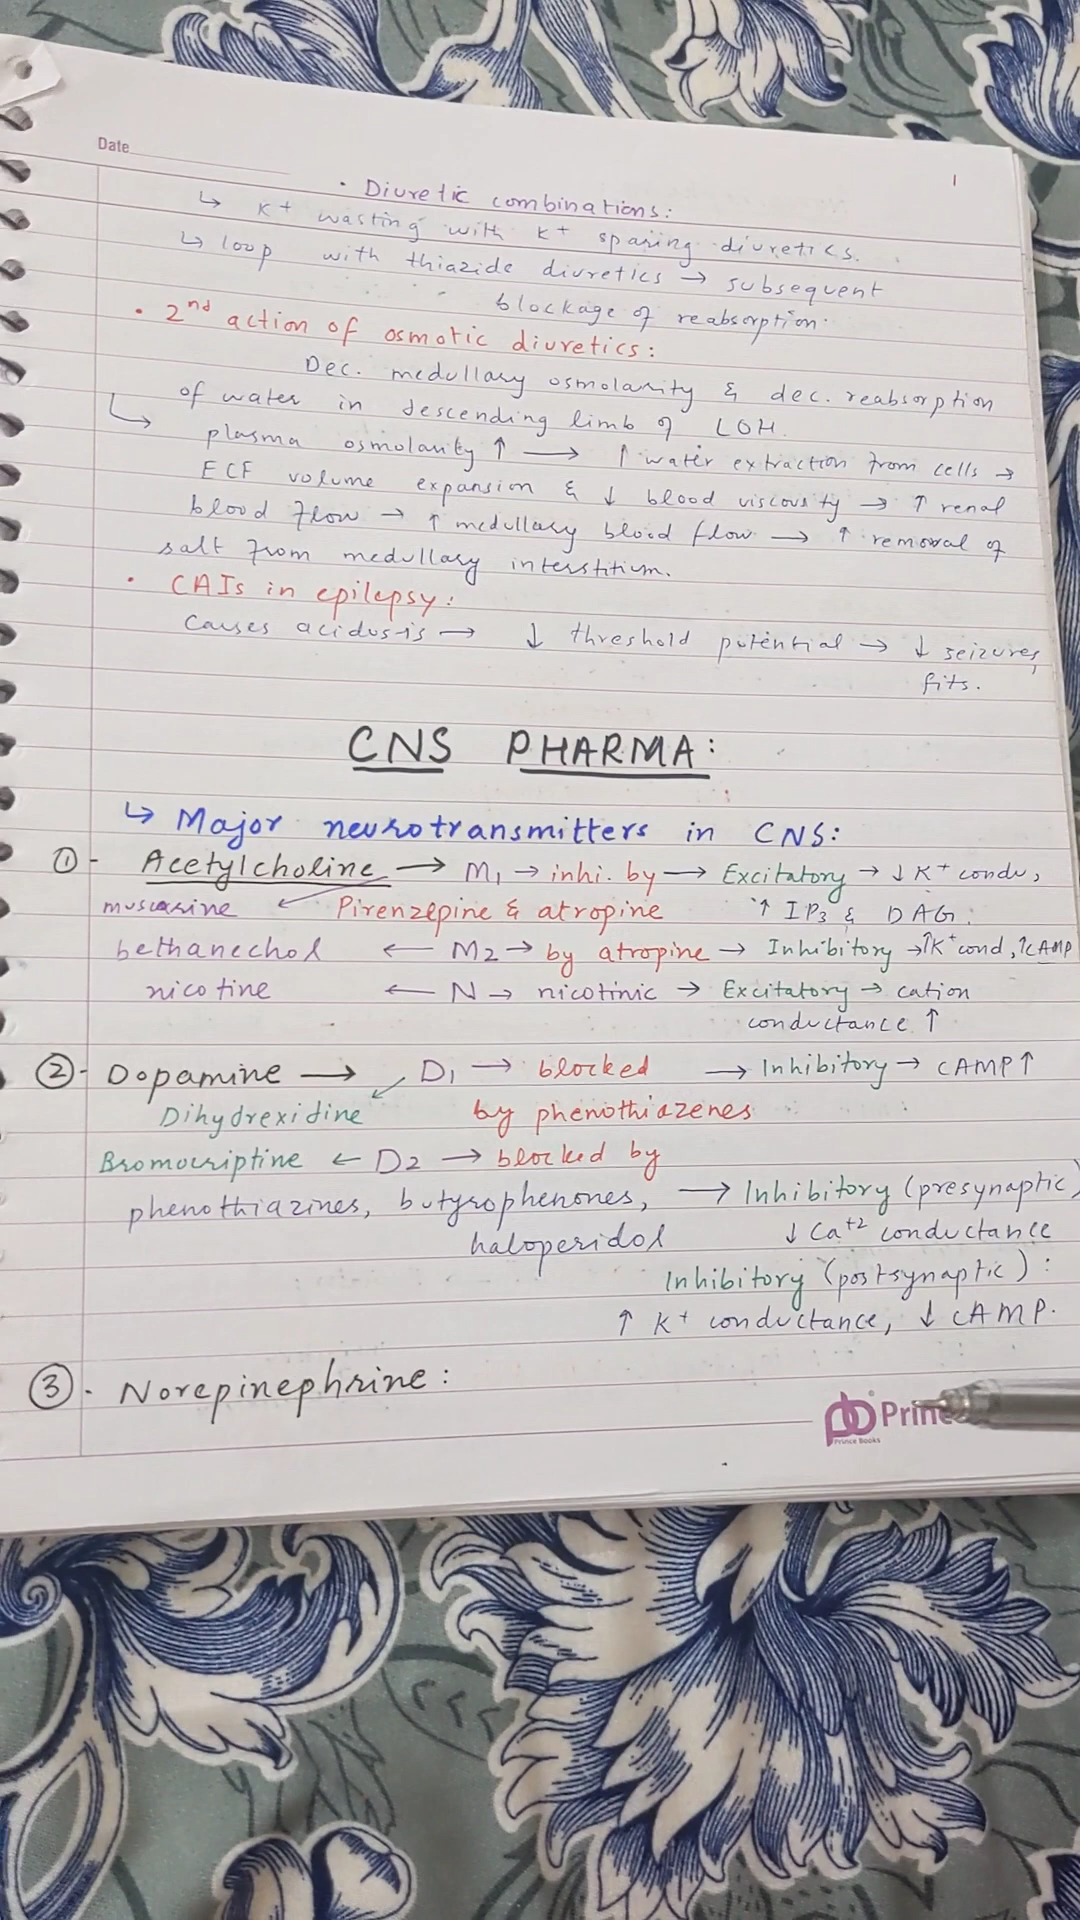 Date
1
• Diuretic combinations:
↳ K+ wasting with K+ sparing diuretics.
↳ loop with thiazide diuretics → subsequent
blockage of reabsorption.
• 2nd action of osmotic diuretics:
Dec. medullary osmolarity & dec. reabsorption
of water in descending limb of LOH.
↳ plasma osmolarity ↑ → ↑ water extraction from cells →
ECF volume expansion & ↓ blood viscosity → ↑ renal
blood flow → ↑ medullary blood flow → ↑ removal of
salt from medullary interstitium.
• CAIs in epilepsy:
Causes acidosis → ↓ threshold potential → ↓ seizures,
fits.
CNS PHARMA:
↳ Major neurotransmitters in CNS:
① - Acetylcholine → M1 → inhi. by → Excitatory → ↓ K+ condu,
muscarine ← Pirenzepine & atropine ↑ IP3 & DAG.
bethanechol ← M2 → by atropine → Inhibitory → ↑K+ cond, ↑cAMP
nicotine ← N → nicotinic → Excitatory → cation
conductance ↑
② - Dopamine → D1 → blocked → Inhibitory → cAMP↑
Dihydrexidine ← by phenothiazenes
Bromocriptine ← D2 → blocked by
phenothiazines, butyrophenones, → Inhibitory (presynaptic)
haloperidol ↓ Ca+2 conductance
Inhibitory (postsynaptic):
↑ K+ conductance, ↓ cAMP.
③ - Norepinephrine:
Prince Books